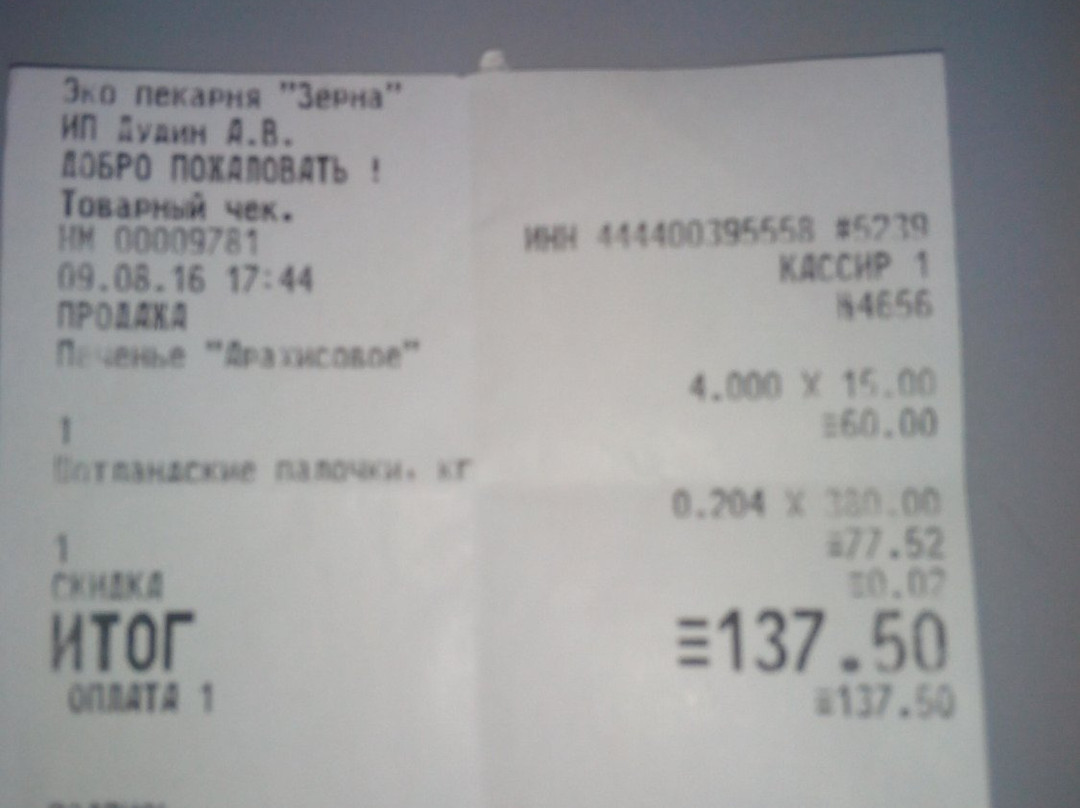 Эко пекарня "Зерна"
ИП Дудин А.В.
ДОБРО ПОЖАЛОВАТЬ !
Товарный чек.
НМ 00009781 ИНН 444400395558 #5239
09.08.16 17:44 КАССИР 1
ПРОДАЖА №4656
Печенье "Арахисовое"
4.000 X 15.00
1 ≡60.00
Шотландские палочки, кг
0.204 X 380.00
1 ≡77.52
СКИДКА ≡0.02
ИТОГ ≡137.50
ОПЛАТА 1 ≡137.50